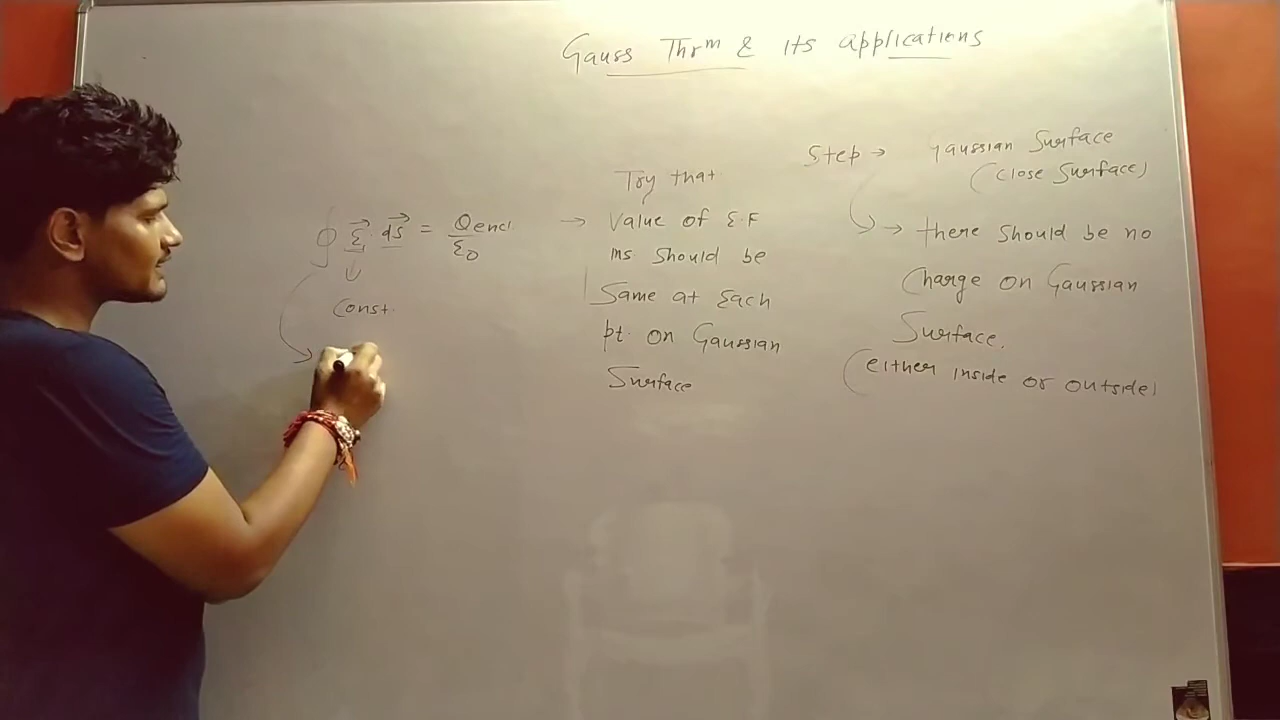 Gauss Thrm & its applications
Step → Gaussian Surface
(Close Surface)
→ there should be no
Charge on Gaussian
Surface.
(either inside or outside)
→ Try that
Value of E.F
should be
Same at Each
pt. on Gaussian
Surface
∮ E⃗. ds⃗ = Qencl. / ε0
↓
Const.